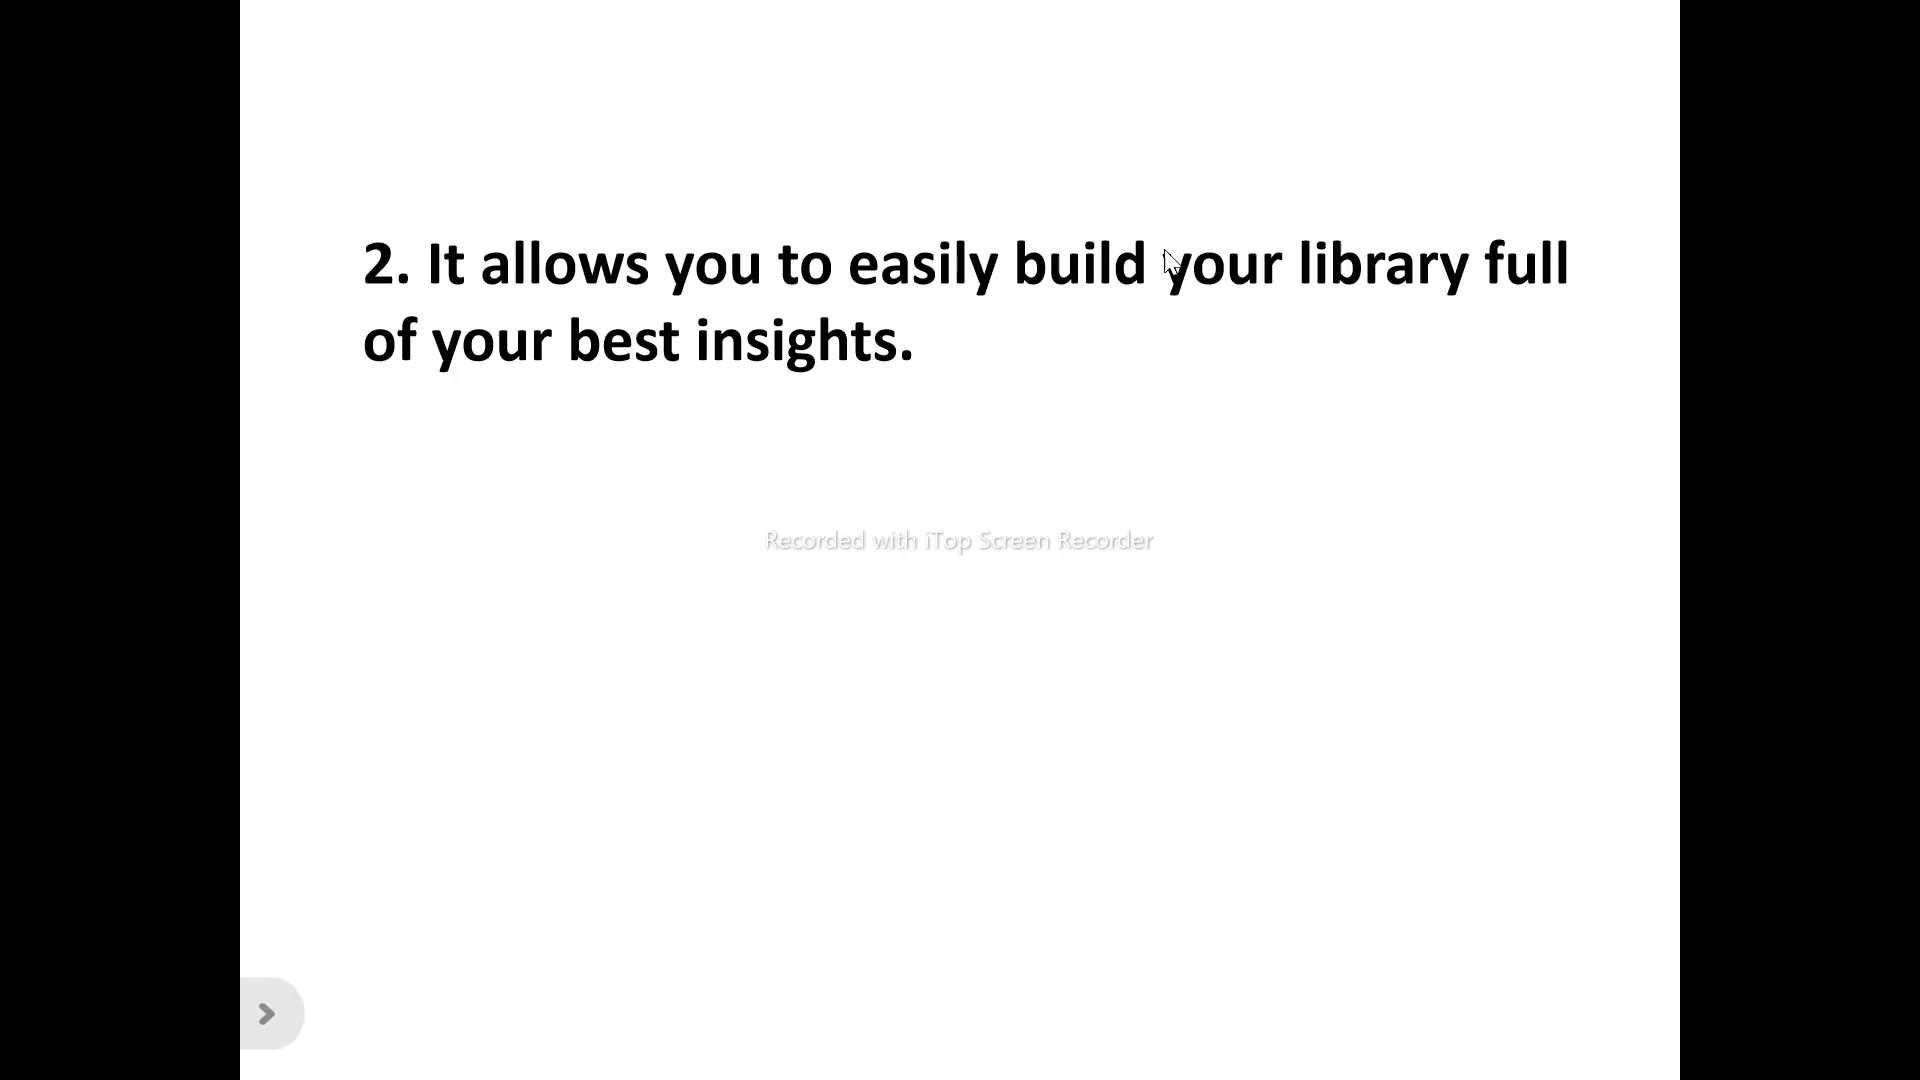 2. It allows you to easily build your library full
of your best insights.
Recorded with iTop Screen Recorder